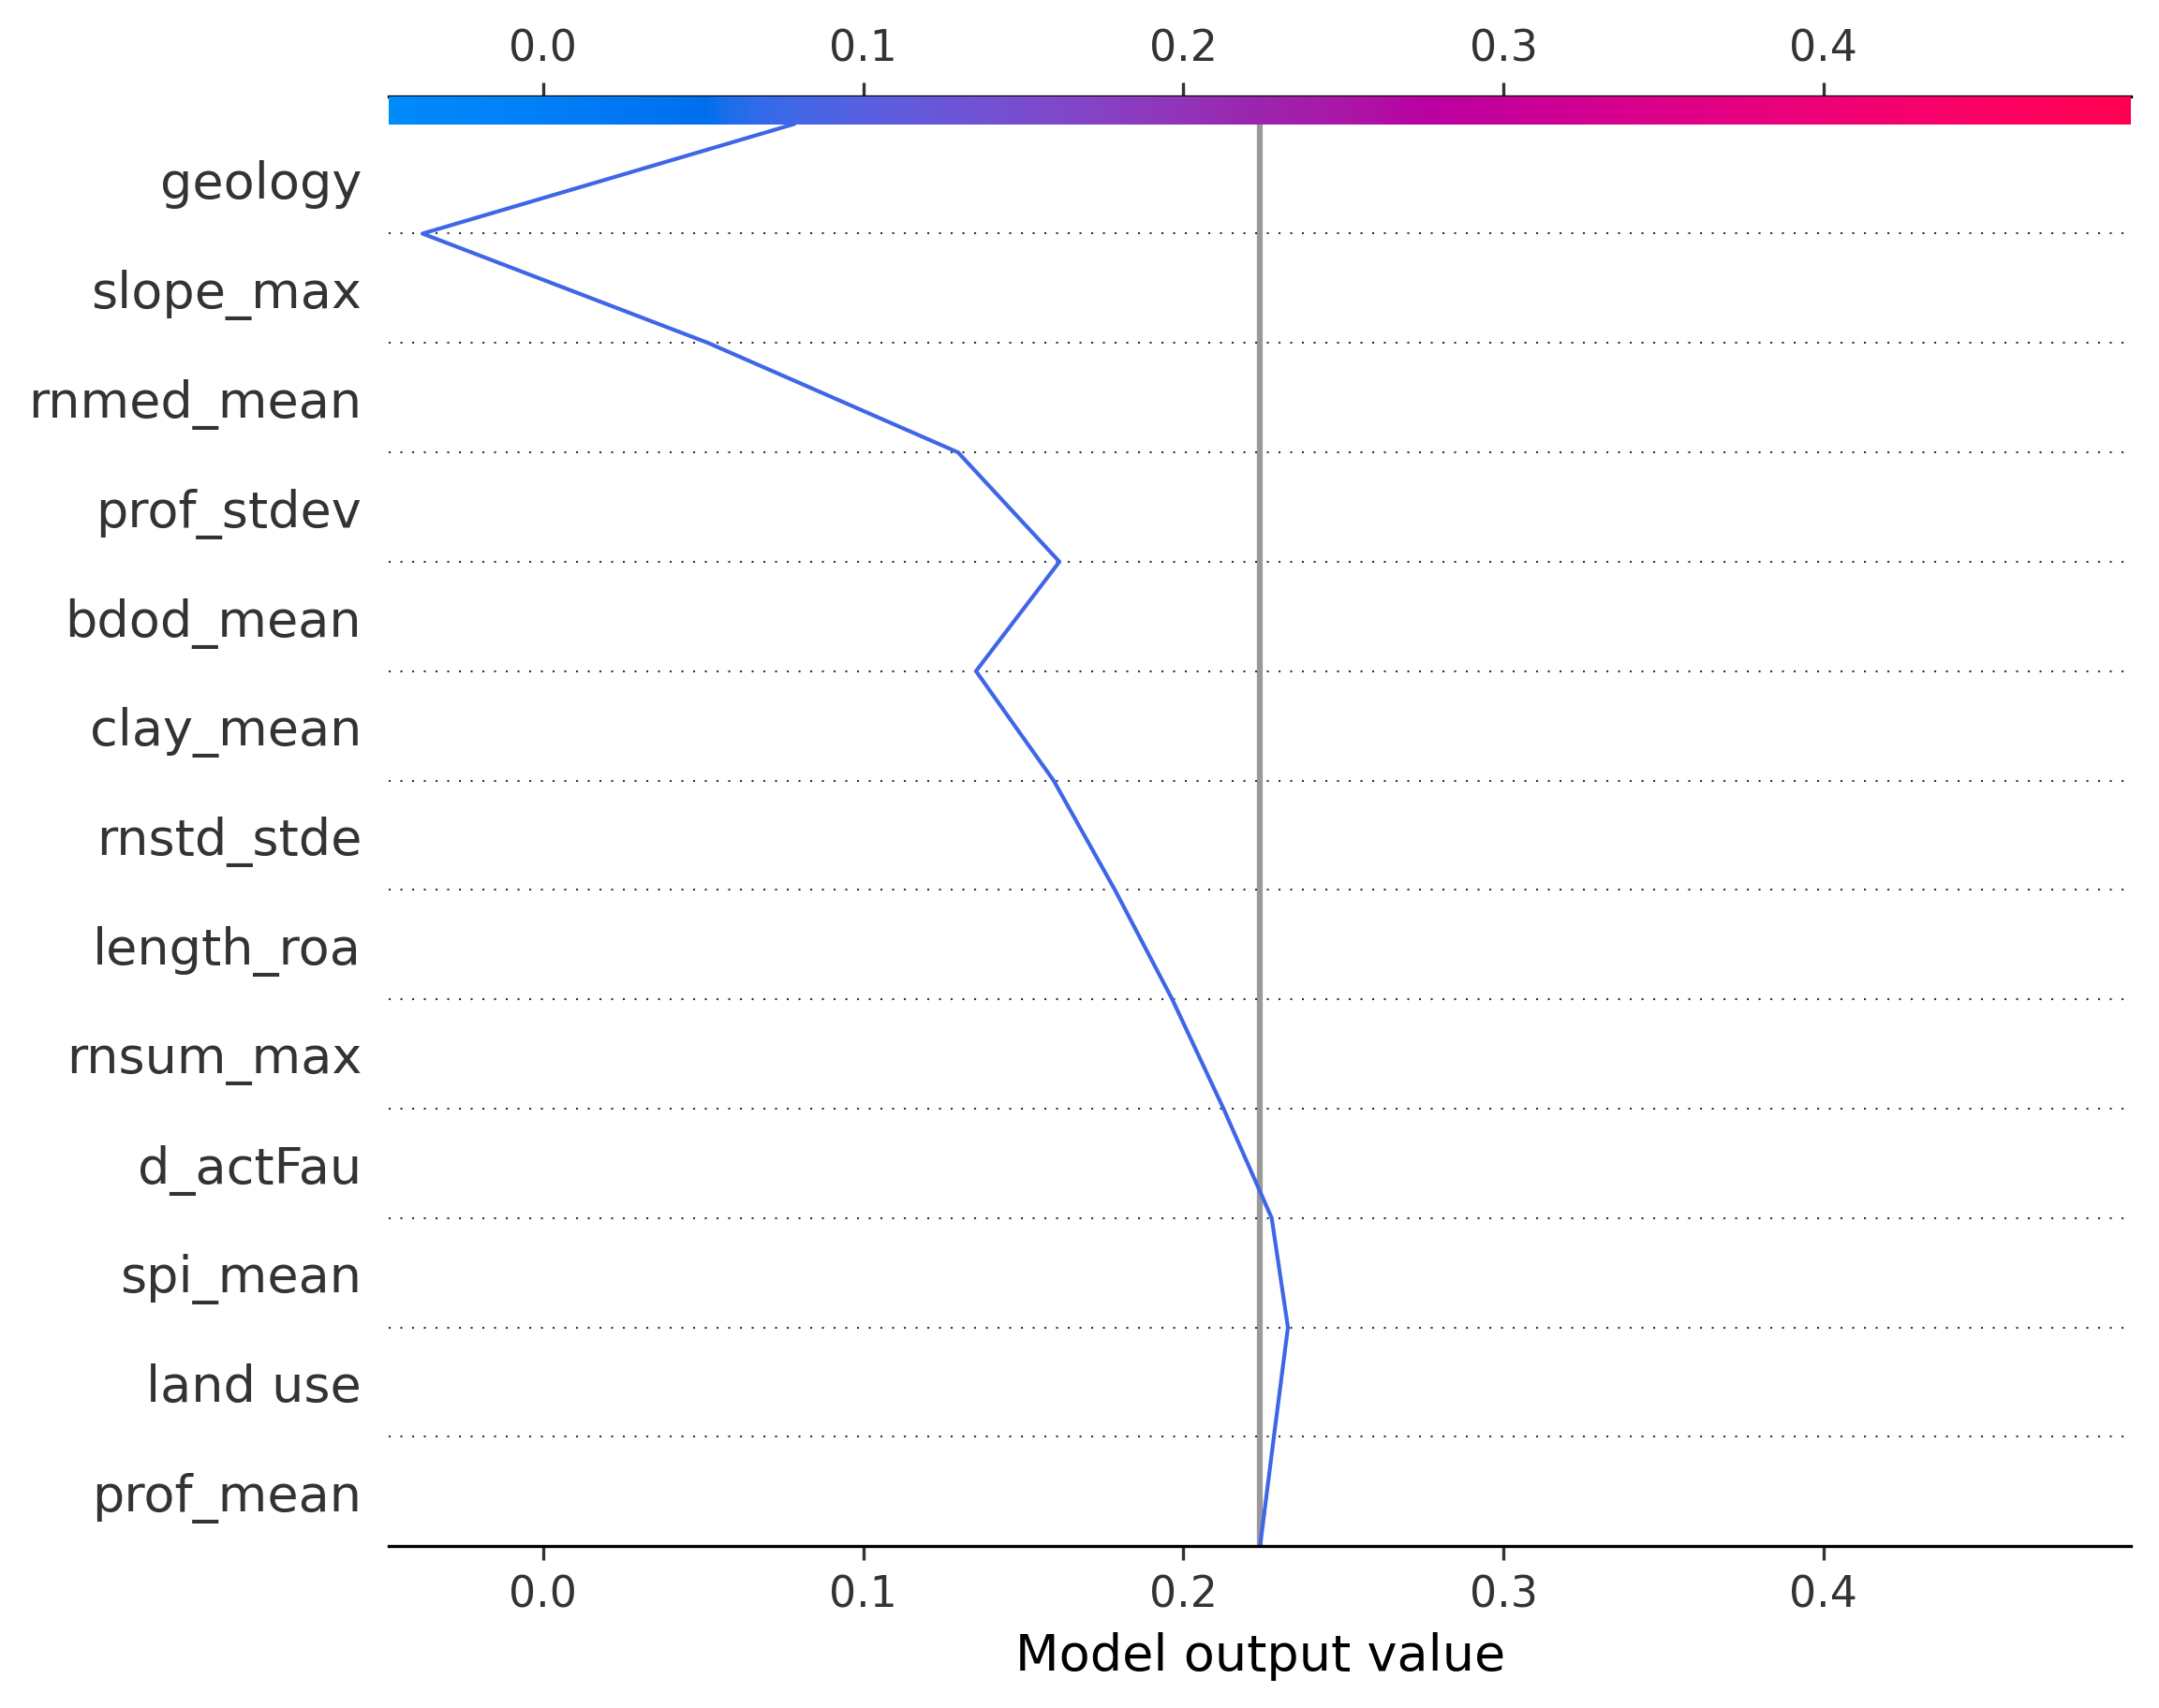 0.0 0.1 0.2 0.3 0.4
geology
slope_max
rnmed_mean
prof_stdev
bdod_mean
clay_mean
rnstd_stde
length_roa
rnsum_max
d_actFau
spi_mean
land use
prof_mean
0.0 0.1 0.2 0.3 0.4
Model output value